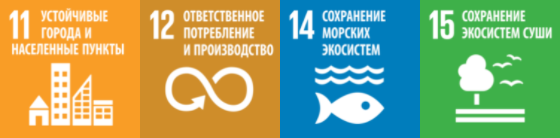 11 УСТОЙЧИВЫЕ
ГОРОДА И
НАСЕЛЕННЫЕ ПУНКТЫ
12 ОТВЕТСТВЕННОЕ
ПОТРЕБЛЕНИЕ
И ПРОИЗВОДСТВО
14 СОХРАНЕНИЕ
МОРСКИХ
ЭКОСИСТЕМ
15 СОХРАНЕНИЕ
ЭКОСИСТЕМ СУШИ